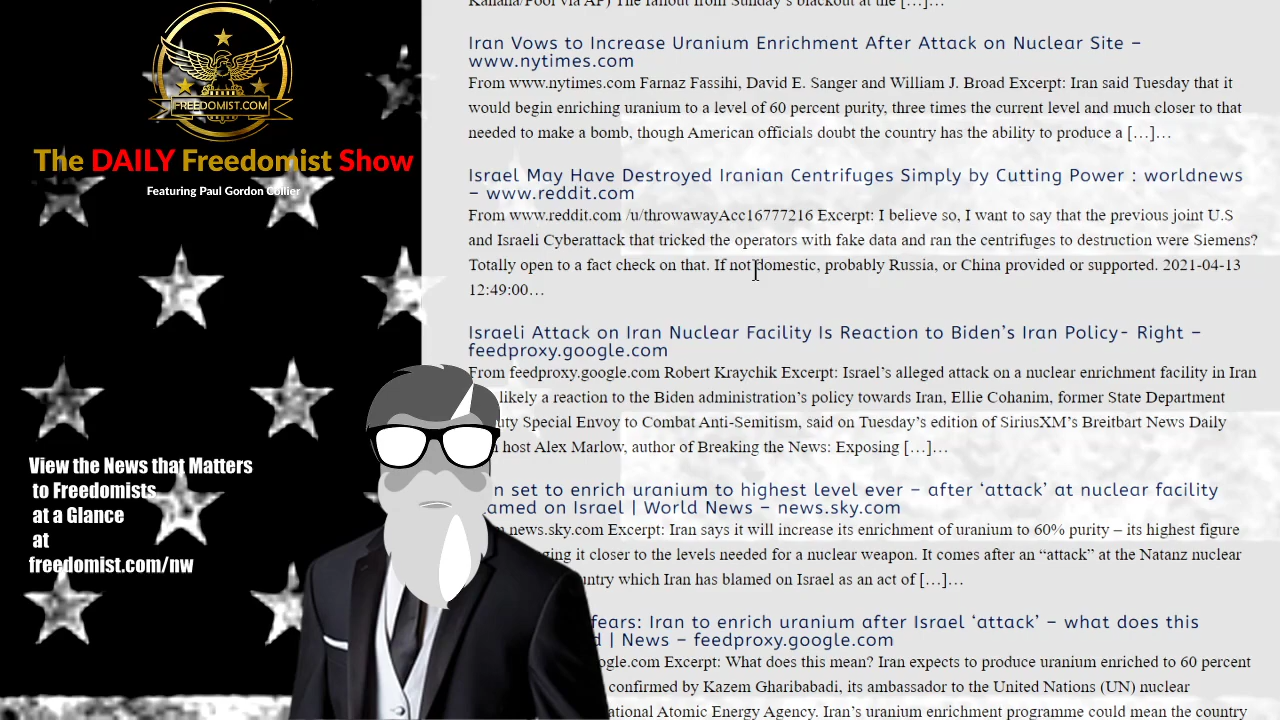 FREEDOMIST.COM
The DAILY Freedomist Show
Featuring Paul Gordon Collier
View the News that Matters
to Freedomists
at a Glance
at
freedomist.com/nw
Kahana/Pool via AP) The fallout from Sunday's blackout at the […]…
Iran Vows to Increase Uranium Enrichment After Attack on Nuclear Site –
www.nytimes.com
From www.nytimes.com Farnaz Fassihi, David E. Sanger and William J. Broad Excerpt: Iran said Tuesday that it
would begin enriching uranium to a level of 60 percent purity, three times the current level and much closer to that
needed to make a bomb, though American officials doubt the country has the ability to produce a […]…
Israel May Have Destroyed Iranian Centrifuges Simply by Cutting Power : worldnews
– www.reddit.com
From www.reddit.com /u/throwawayAcc16777216 Excerpt: I believe so, I want to say that the previous joint U.S
and Israeli Cyberattack that tricked the operators with fake data and ran the centrifuges to destruction were Siemens?
Totally open to a fact check on that. If not domestic, probably Russia, or China provided or supported. 2021-04-13
12:49:00…
Israeli Attack on Iran Nuclear Facility Is Reaction to Biden's Iran Policy- Right –
feedproxy.google.com
From feedproxy.google.com Robert Kraychik Excerpt: Israel's alleged attack on a nuclear enrichment facility in Iran
likely a reaction to the Biden administration's policy towards Iran, Ellie Cohanim, former State Department
uty Special Envoy to Combat Anti-Semitism, said on Tuesday's edition of SiriusXM's Breitbart News Daily
host Alex Marlow, author of Breaking the News: Exposing […]…
n set to enrich uranium to highest level ever – after 'attack' at nuclear facility
amed on Israel | World News – news.sky.com
news.sky.com Excerpt: Iran says it will increase its enrichment of uranium to 60% purity – its highest figure
ging it closer to the levels needed for a nuclear weapon. It comes after an “attack” at the Natanz nuclear
ntry which Iran has blamed on Israel as an act of […]…
fears: Iran to enrich uranium after Israel 'attack' – what does this
d | News – feedproxy.google.com
ogle.com Excerpt: What does this mean? Iran expects to produce uranium enriched to 60 percent
confirmed by Kazem Gharibabadi, its ambassador to the United Nations (UN) nuclear
ational Atomic Energy Agency. Iran's uranium enrichment programme could mean the country